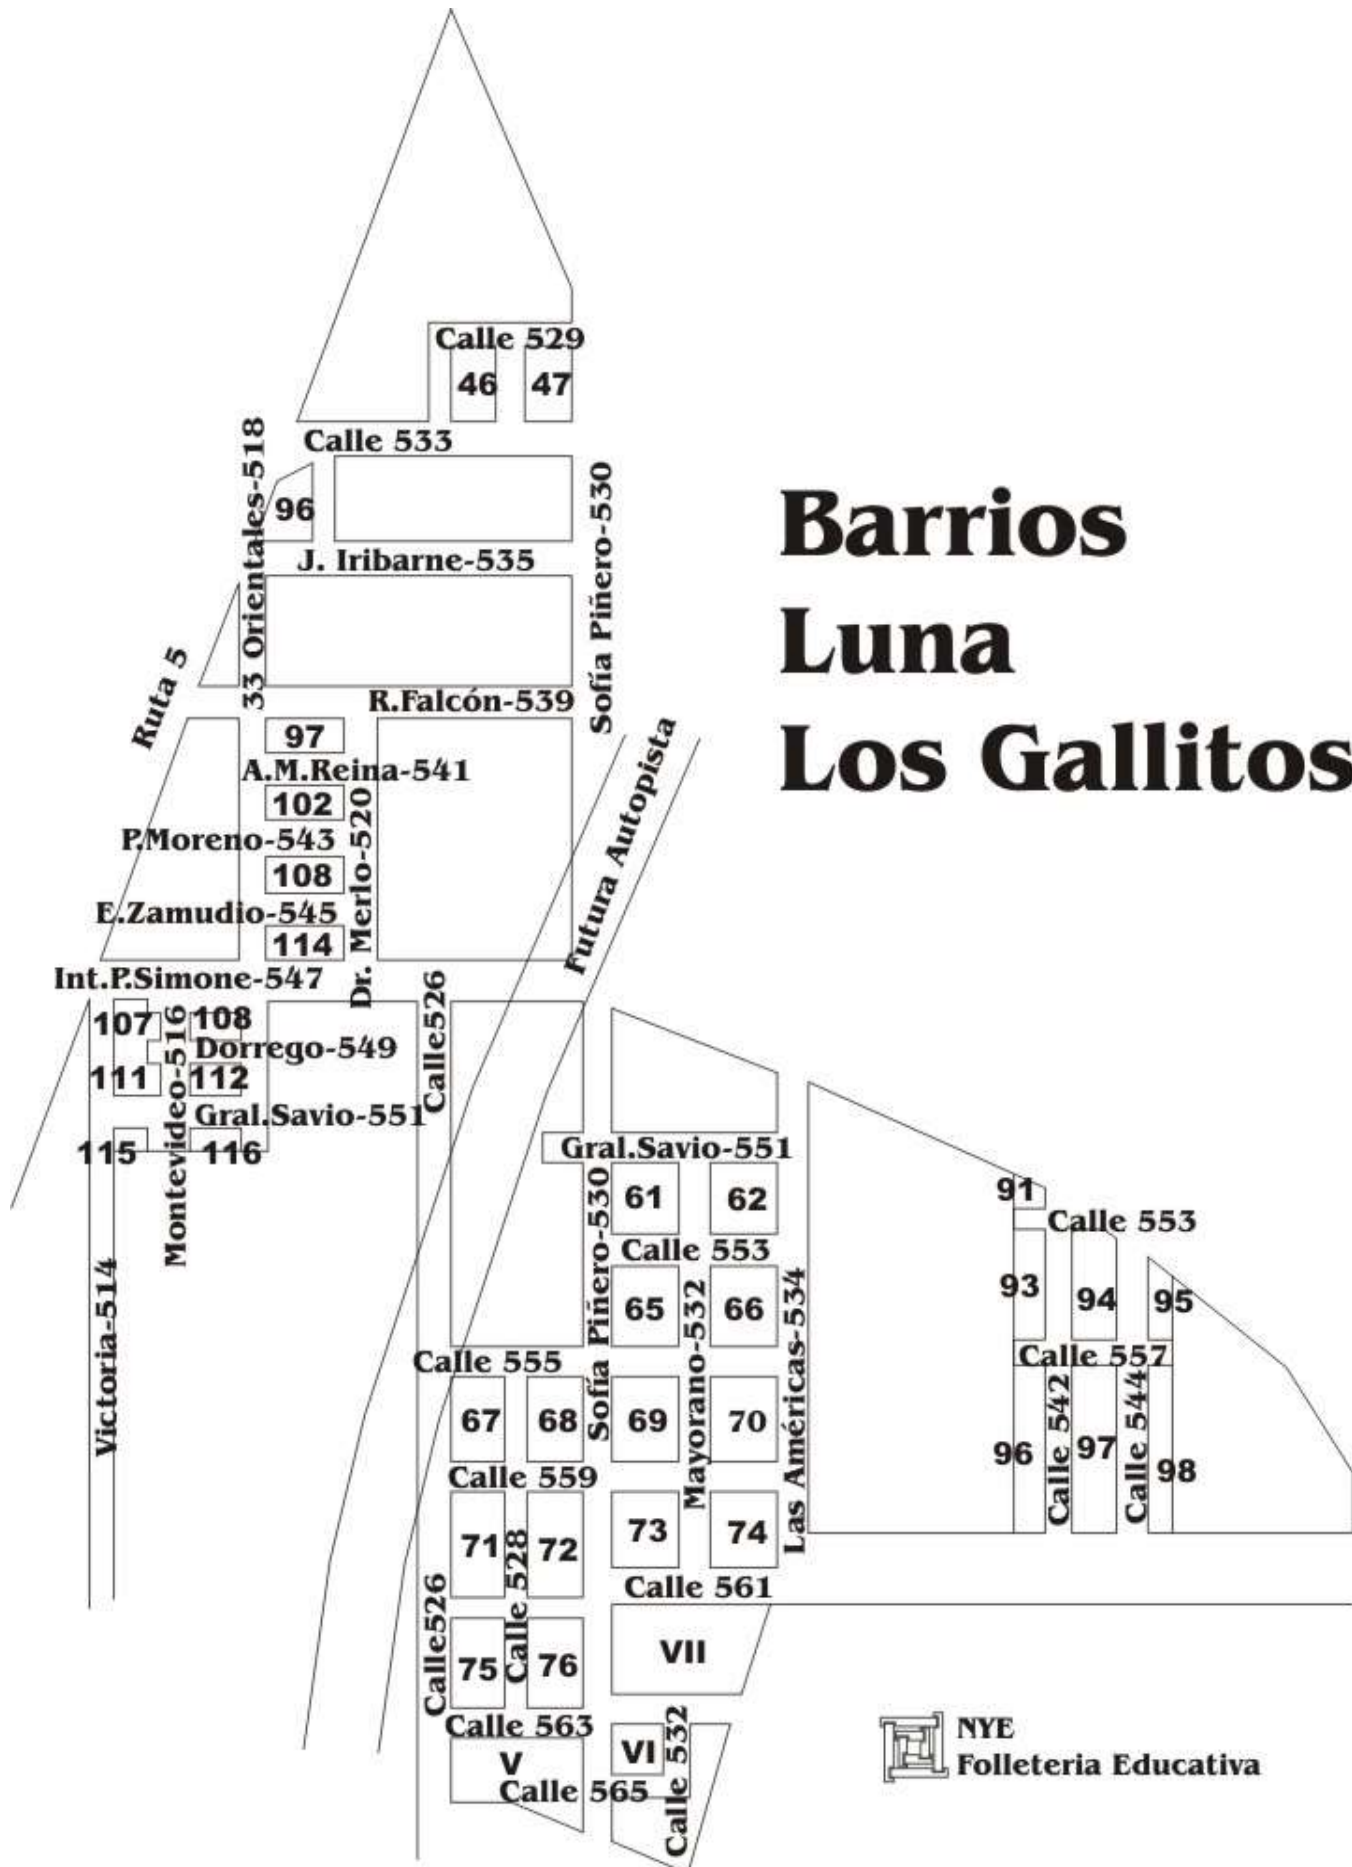 Calle 529
46
47
Calle 533
33 Orientales-518
96
Sofía Piñero-530
J. Iribarne-535
Barrios
Luna
Los Gallitos
Ruta 5
R.Falcón-539
97
A.M.Reina-541
102
P.Moreno-543
Dr. Merlo-520
108
E.Zamudio-545
114
Futura Autopista
Int.P.Simone-547
107
108
Montevideo-516
Dorrego-549
Calle526
111
112
Gral.Savio-551
115
116
Gral.Savio-551
61
62
91
Calle 553
Calle 553
Sofía Piñero-530
65
66
93
94
95
Victoria-514
Mayorano-532
Las Américas-534
Calle 555
Calle 557
67
68
69
70
96
Calle 542
97
Calle 544
98
Calle 559
71
72
73
74
Calle 528
Calle 561
Calle526
75
76
VII
Calle 563
V
VI
Calle 532
Calle 565
NYE
Folleteria Educativa